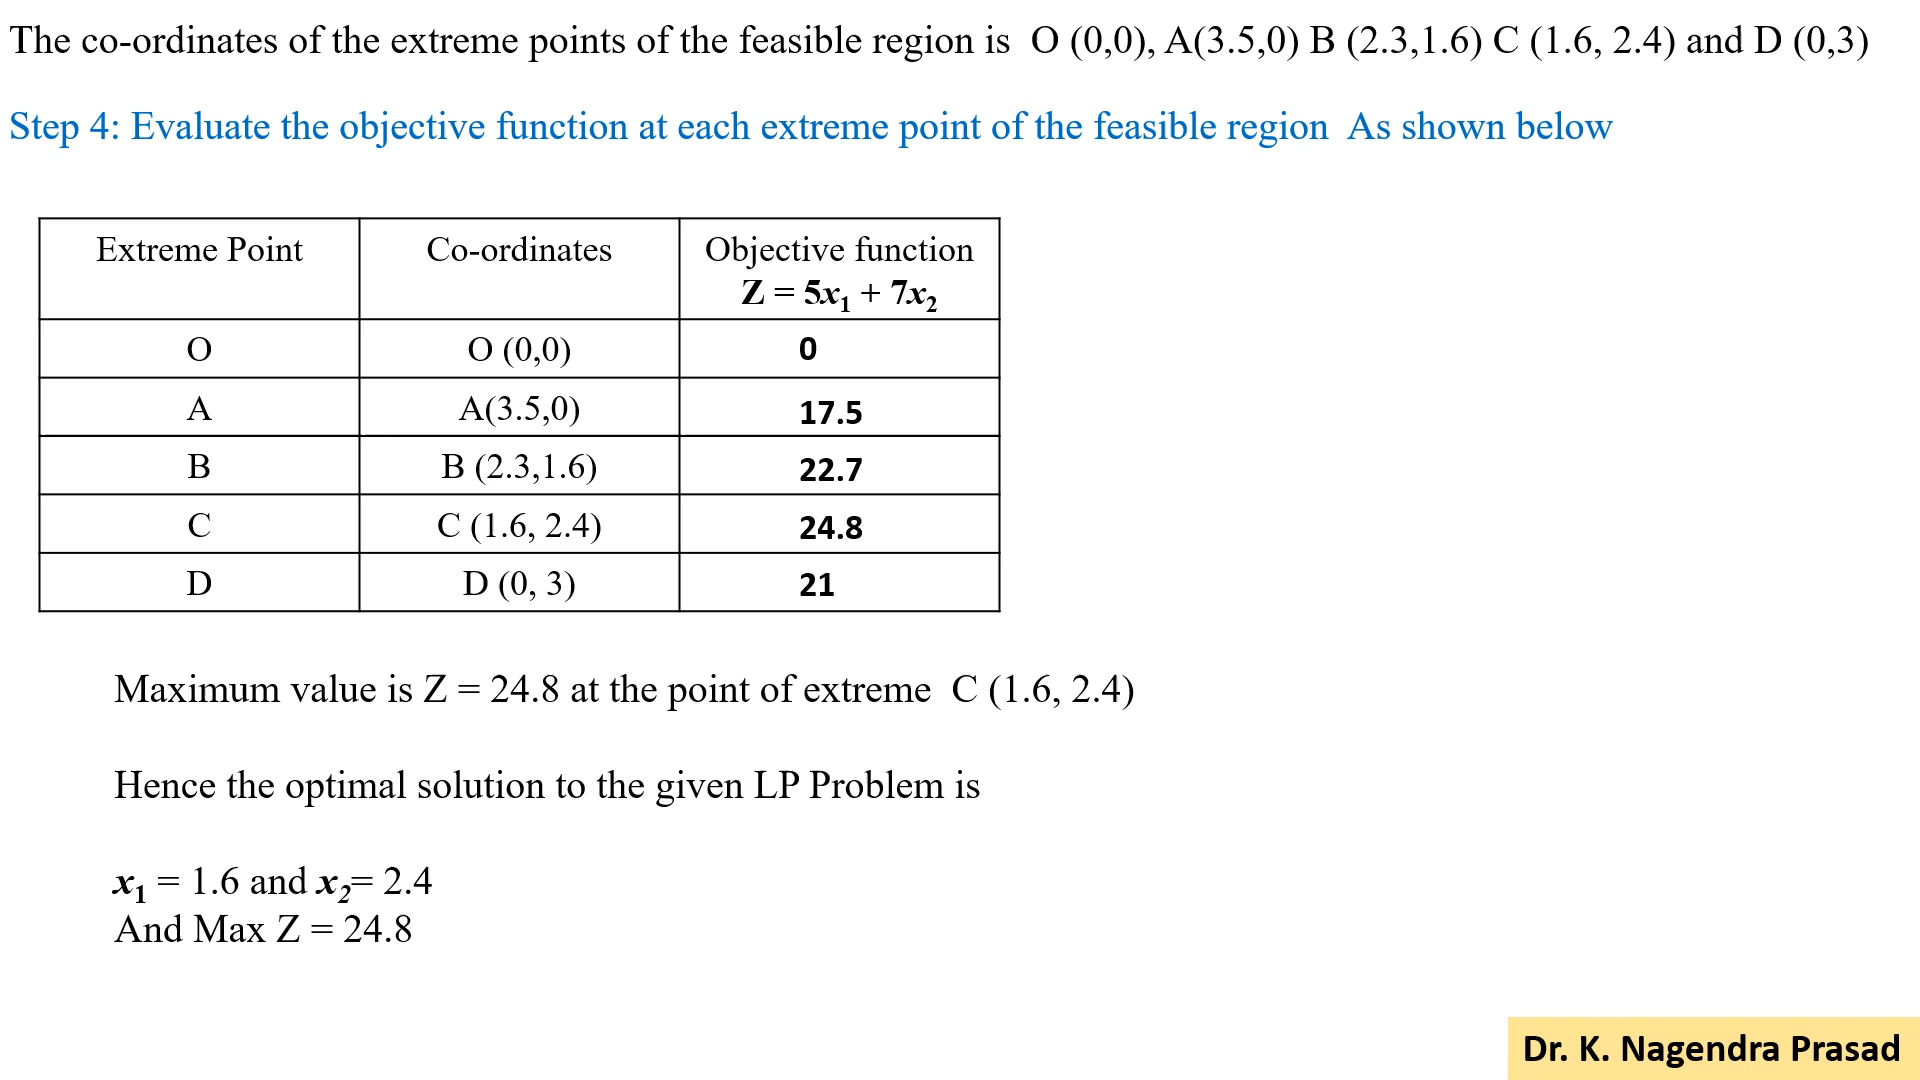 The co-ordinates of the extreme points of the feasible region is O (0,0), A(3.5,0) B (2.3,1.6) C (1.6, 2.4) and D (0,3)
Step 4: Evaluate the objective function at each extreme point of the feasible region As shown below
Extreme Point Co-ordinates Objective function
Z = 5x₁ + 7x₂
O O (0,0) 0
A A(3.5,0) 17.5
B B (2.3,1.6) 22.7
C C (1.6, 2.4) 24.8
D D (0, 3) 21
Maximum value is Z = 24.8 at the point of extreme C (1.6, 2.4)
Hence the optimal solution to the given LP Problem is
x₁ = 1.6 and x₂= 2.4
And Max Z = 24.8
Dr. K. Nagendra Prasad